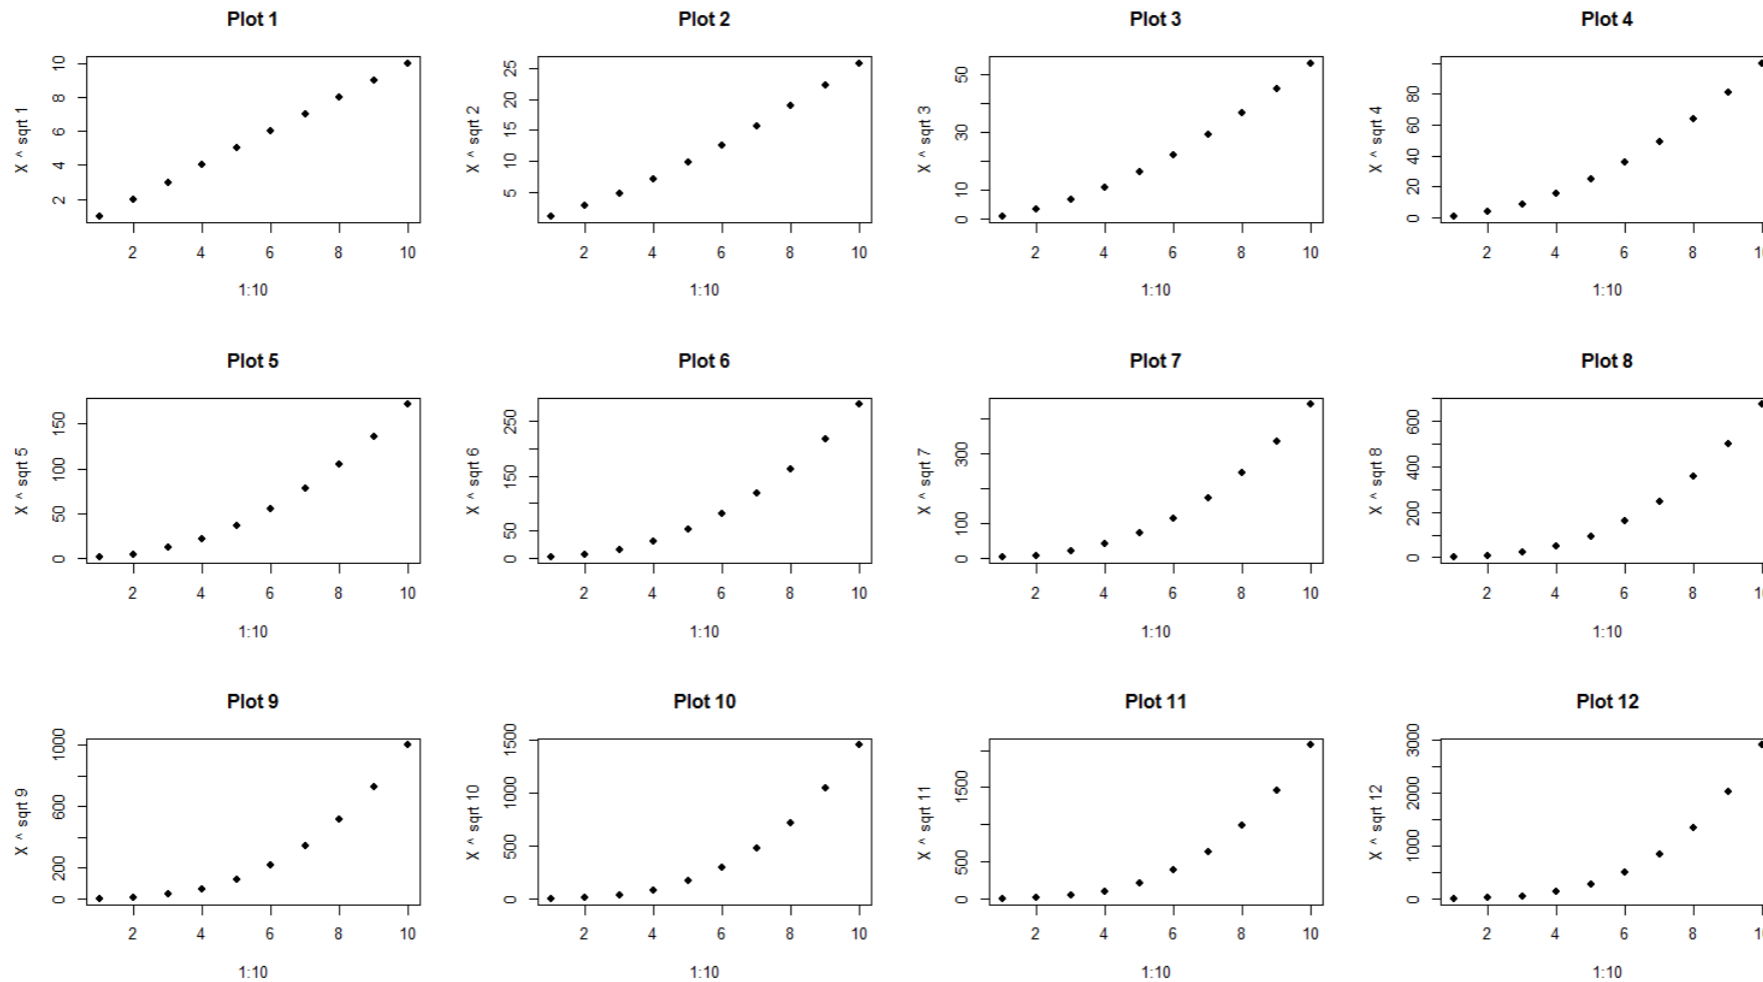 Plot 1
X ^ sqrt 1
2 4 6 8 10
2 4 6 8 10
1:10
Plot 2
X ^ sqrt 2
5 10 15 20 25
2 4 6 8 10
1:10
Plot 3
X ^ sqrt 3
0 10 30 50
2 4 6 8 10
1:10
Plot 4
X ^ sqrt 4
0 20 40 60 80
2 4 6 8
1:10
Plot 5
X ^ sqrt 5
0 50 100 150
2 4 6 8 10
1:10
Plot 6
X ^ sqrt 6
0 50 150 250
2 4 6 8 10
1:10
Plot 7
X ^ sqrt 7
0 100 300
2 4 6 8 10
1:10
Plot 8
X ^ sqrt 8
0 200 400 600
2 4 6 8
1:10
Plot 9
X ^ sqrt 9
0 200 600 1000
2 4 6 8 10
1:10
Plot 10
X ^ sqrt 10
0 500 1000 1500
2 4 6 8 10
1:10
Plot 11
X ^ sqrt 11
0 500 1500
2 4 6 8 10
1:10
Plot 12
X ^ sqrt 12
0 1000 2000 3000
2 4 6 8
1:10